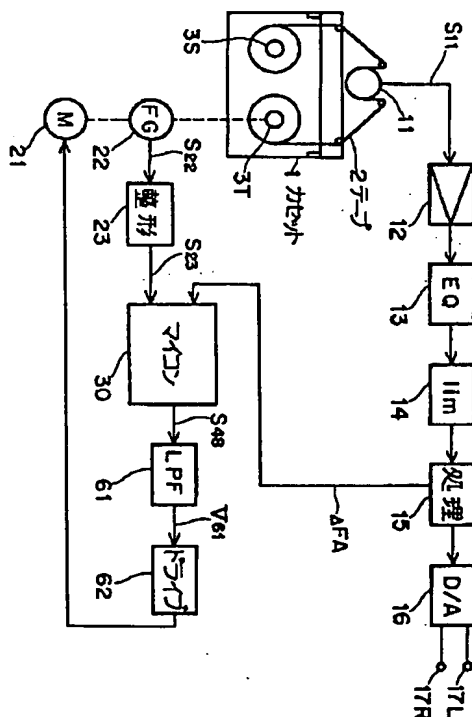 S11
12
EQ
13
lim
14
処理
15
D/A
16
17L
17R
11
3S
3T
2テープ
1カセット
ΔFA
M
21
FG
22
S22
整形
23
S23
マイコン
30
S48
LPF
61
V61
ドライブ
62